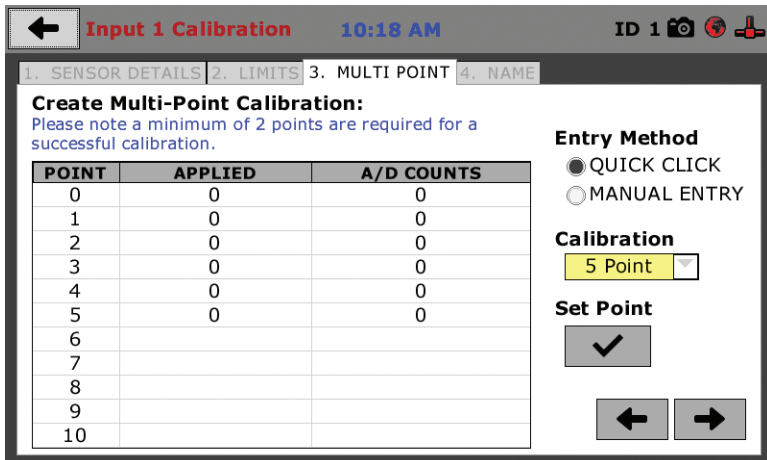 Input 1 Calibration 10:18 AM ID 1
1. SENSOR DETAILS 2. LIMITS 3. MULTI POINT 4. NAME
Create Multi-Point Calibration:
Please note a minimum of 2 points are required for a
successful calibration.
POINT APPLIED A/D COUNTS
0 0 0
1 0 0
2 0 0
3 0 0
4 0 0
5 0 0
6
7
8
9
10
Entry Method
QUICK CLICK
MANUAL ENTRY
Calibration
5 Point
Set Point